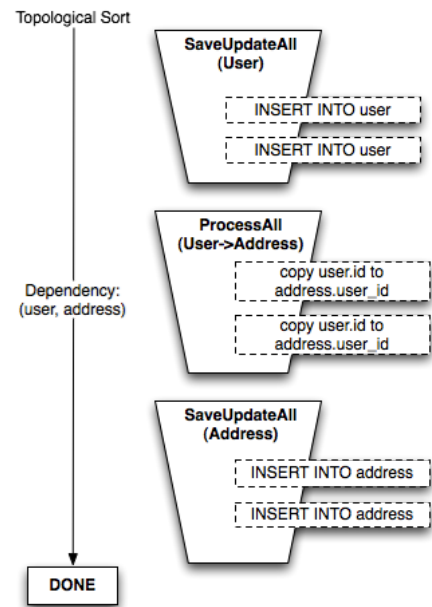 Topological Sort
SaveUpdateAll
(User)
INSERT INTO user
INSERT INTO user
ProcessAll
(User->Address)
copy user.id to
address.user_id
Dependency:
(user, address)
copy user.id to
address.user_id
SaveUpdateAll
(Address)
INSERT INTO address
INSERT INTO address
DONE